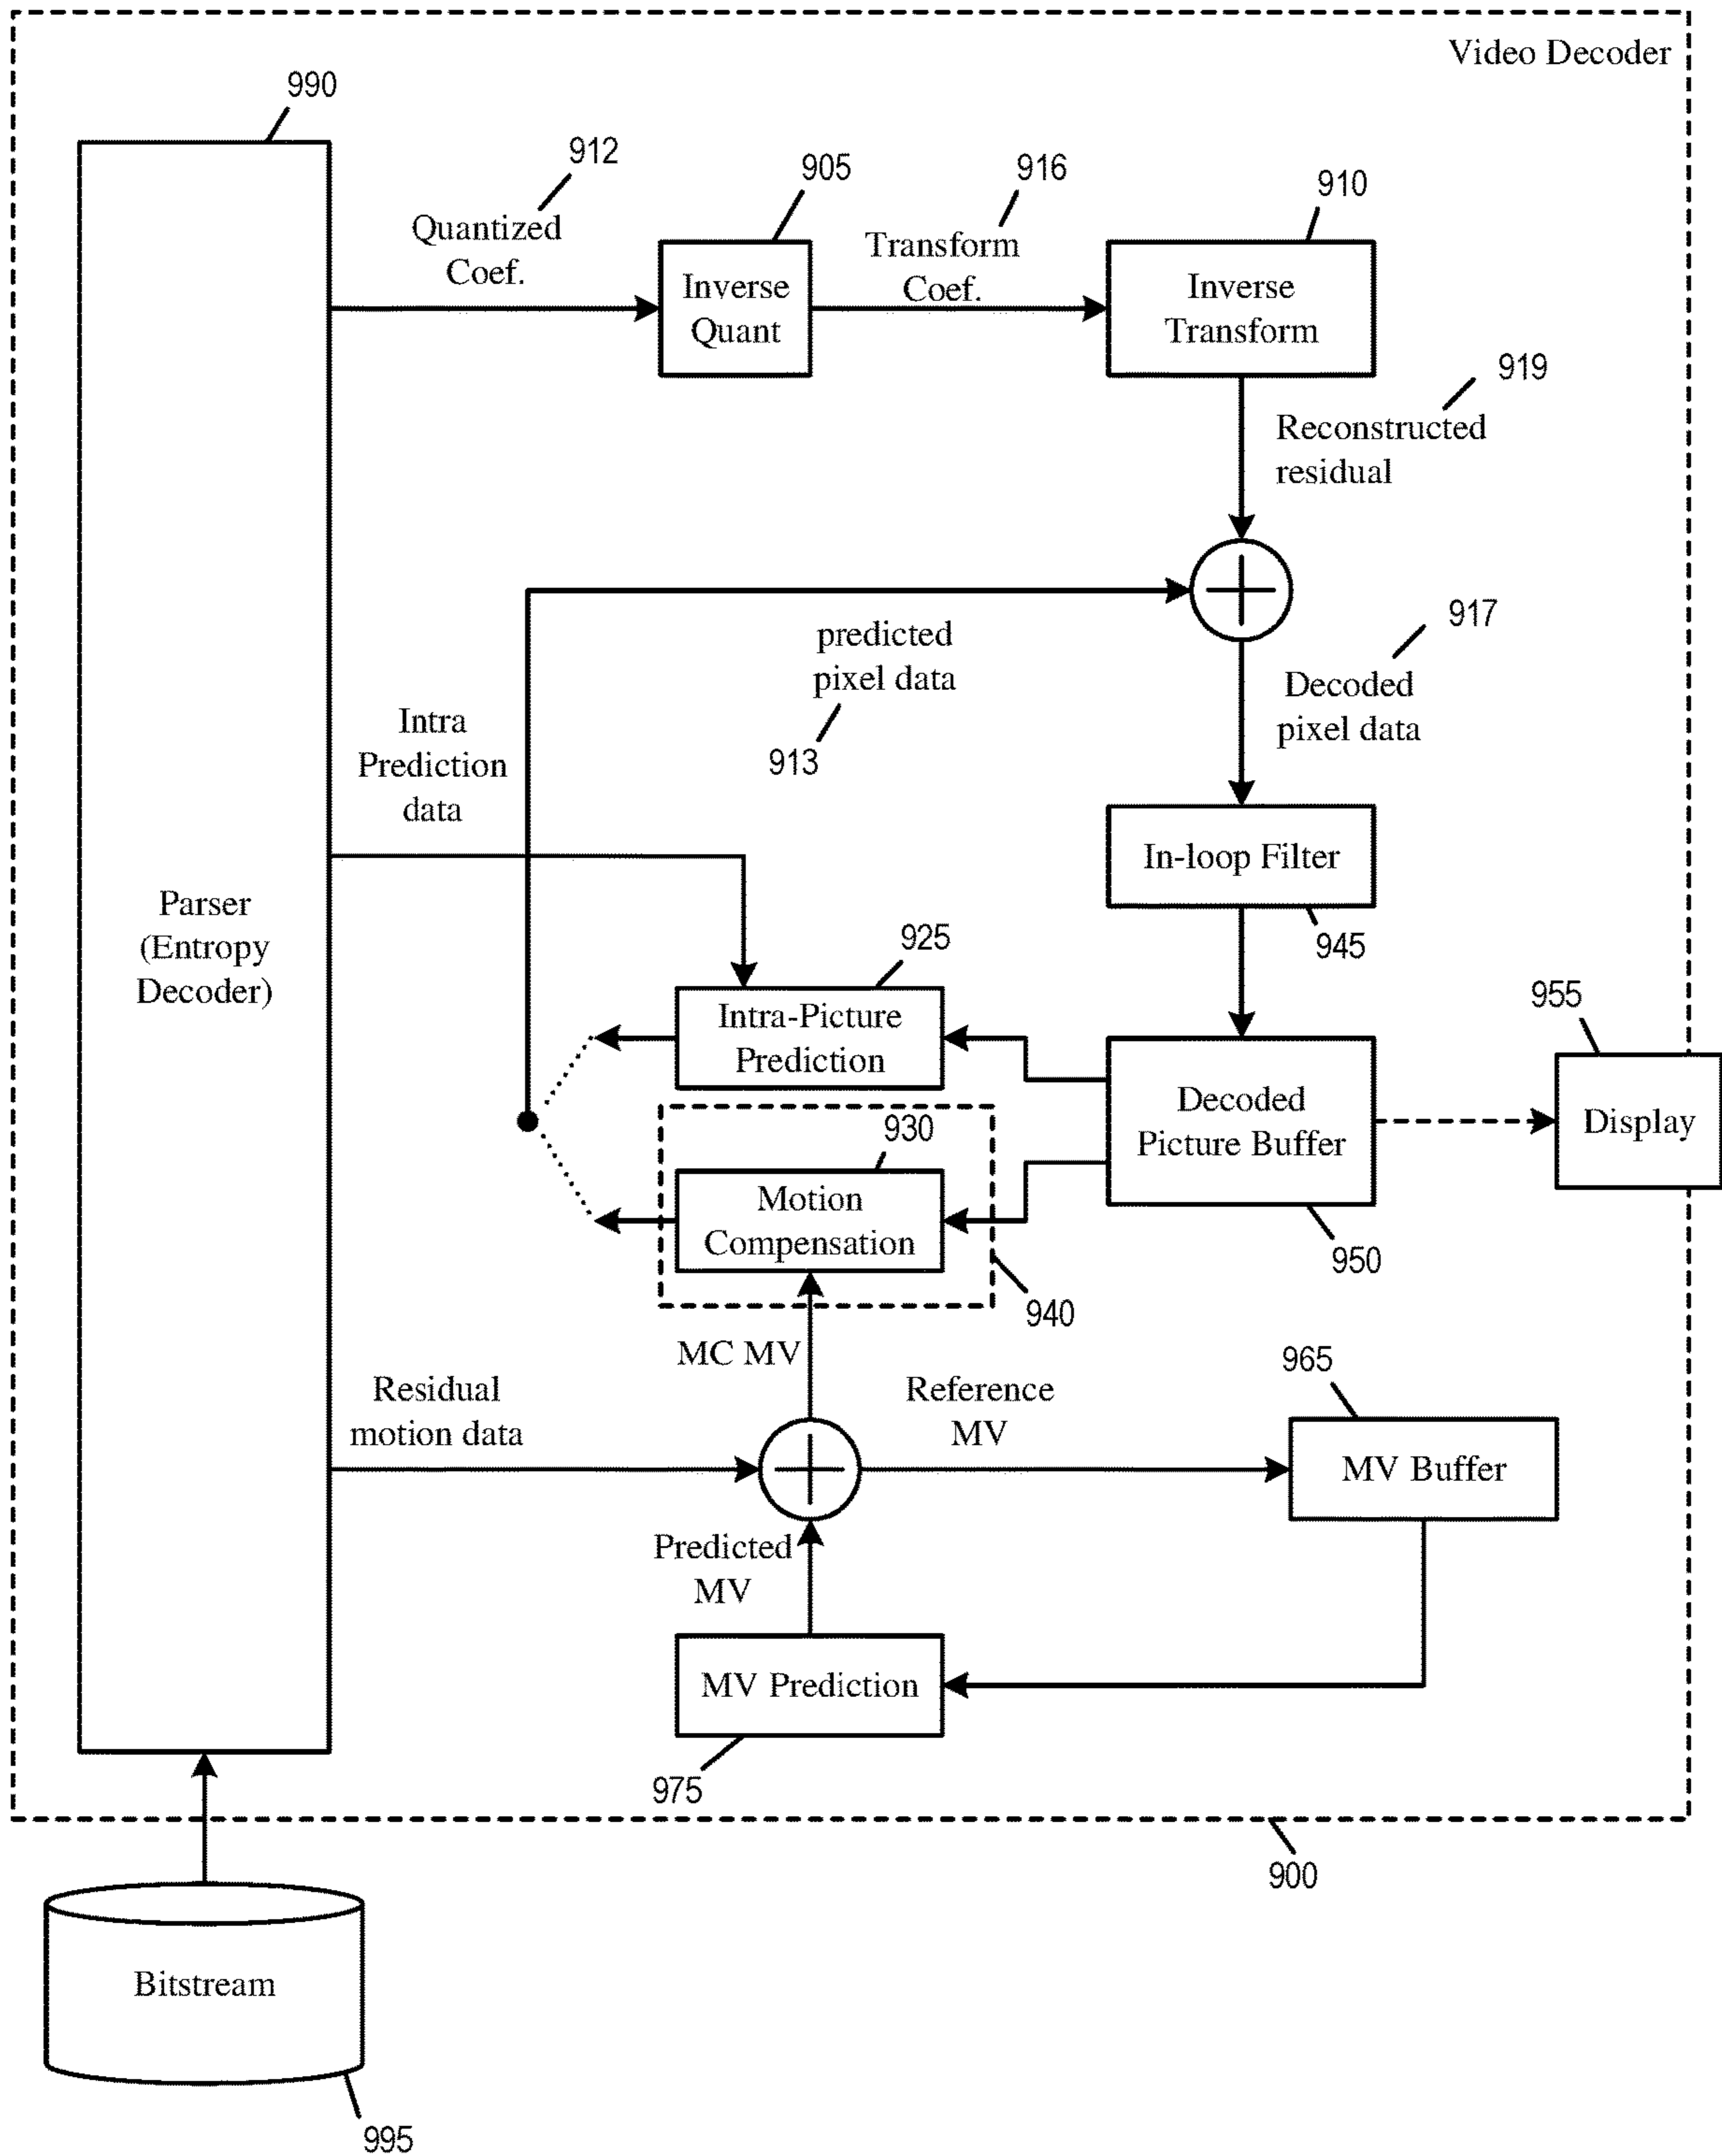 Video Decoder
990
912
905
916
910
Quantized
Coef.
Inverse
Quant
Transform
Coef.
Inverse
Transform
919
Reconstructed
residual
predicted
pixel data
913
917
Decoded
pixel data
Intra
Prediction
data
In-loop Filter
945
Parser
(Entropy
Decoder)
925
Intra-Picture
Prediction
955
Decoded
Picture Buffer
Display
930
Motion
Compensation
950
940
MC MV
965
Residual
motion data
Reference
MV
MV Buffer
Predicted
MV
MV Prediction
975
900
Bitstream
995